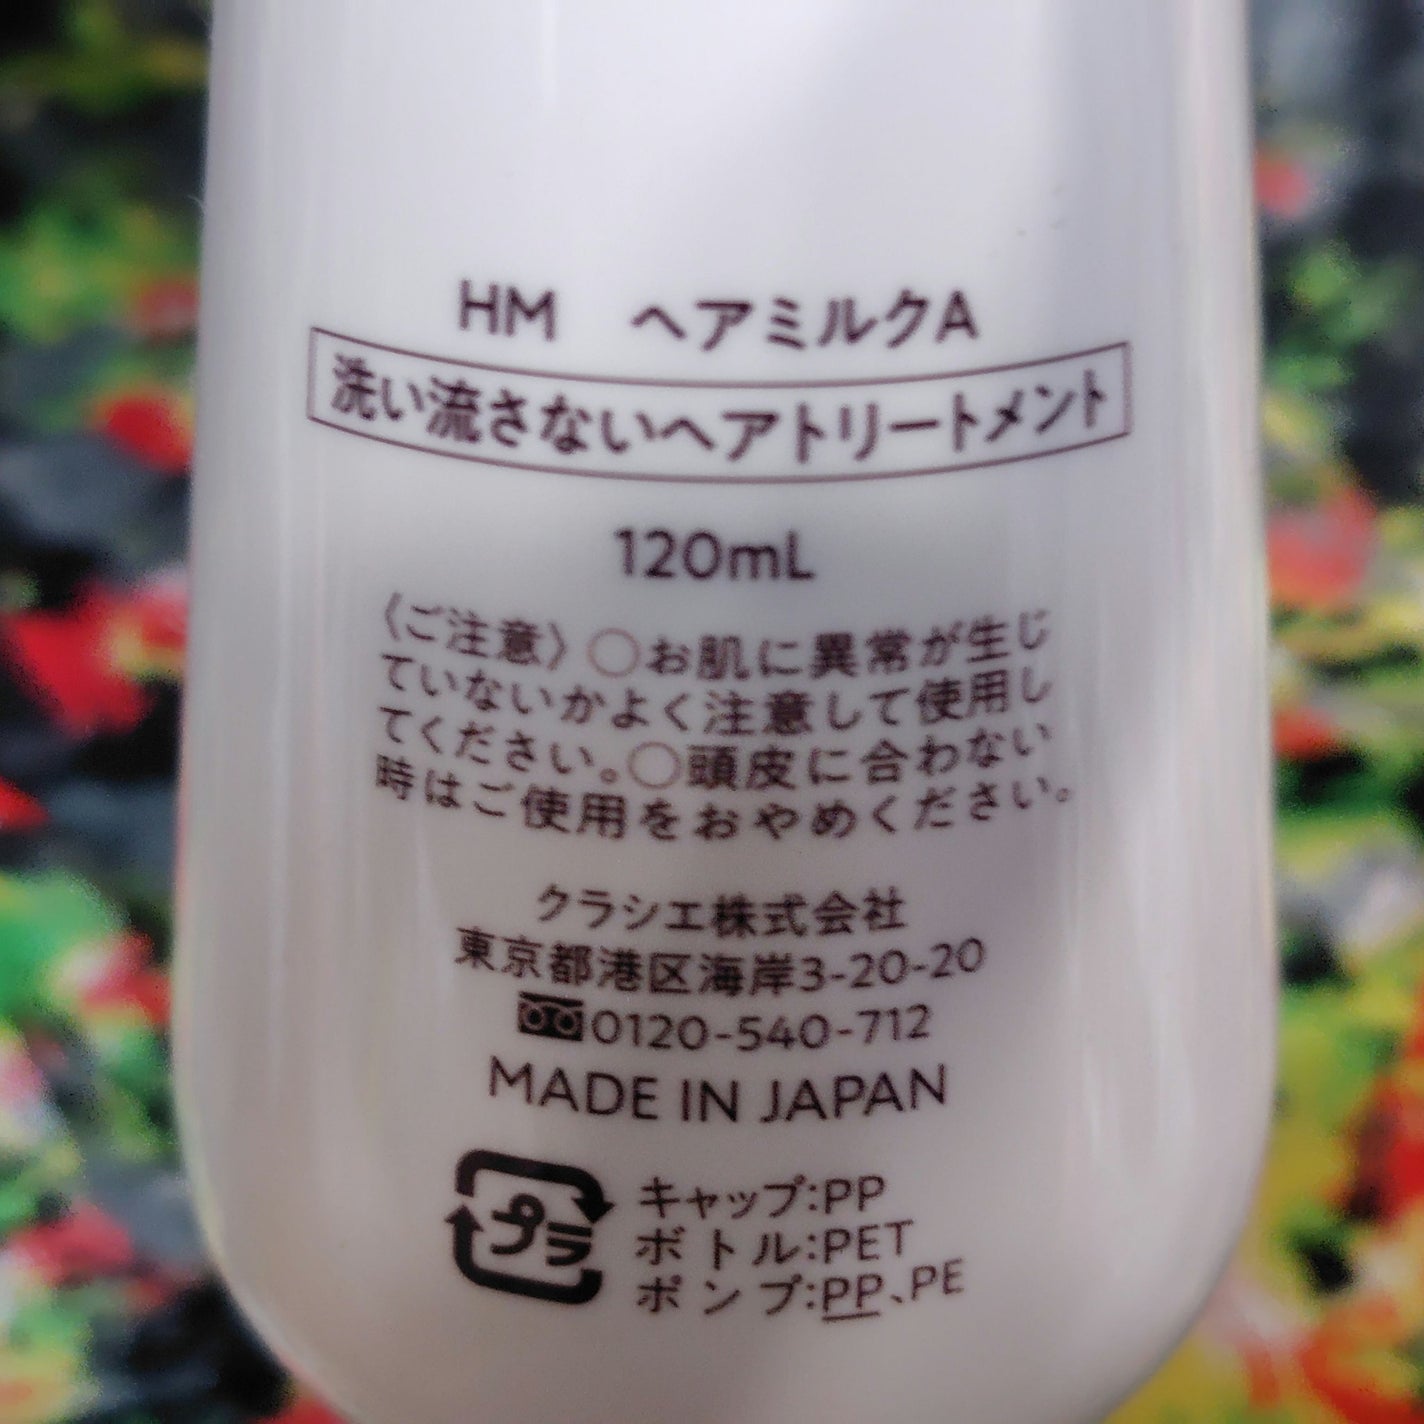 HM　ヘアミルクA
洗い流さないヘアトリートメント
120mL
〈ご注意〉○お肌に異常が生じ
ていないかよく注意して使用し
てください。○頭皮に合わない
時はご使用をおやめください。
クラシエ株式会社
東京都港区海岸3-20-20
0120-540-712
MADE IN JAPAN
プラ
キャップ:PP
ボトル:PET
ポンプ:PP、PE